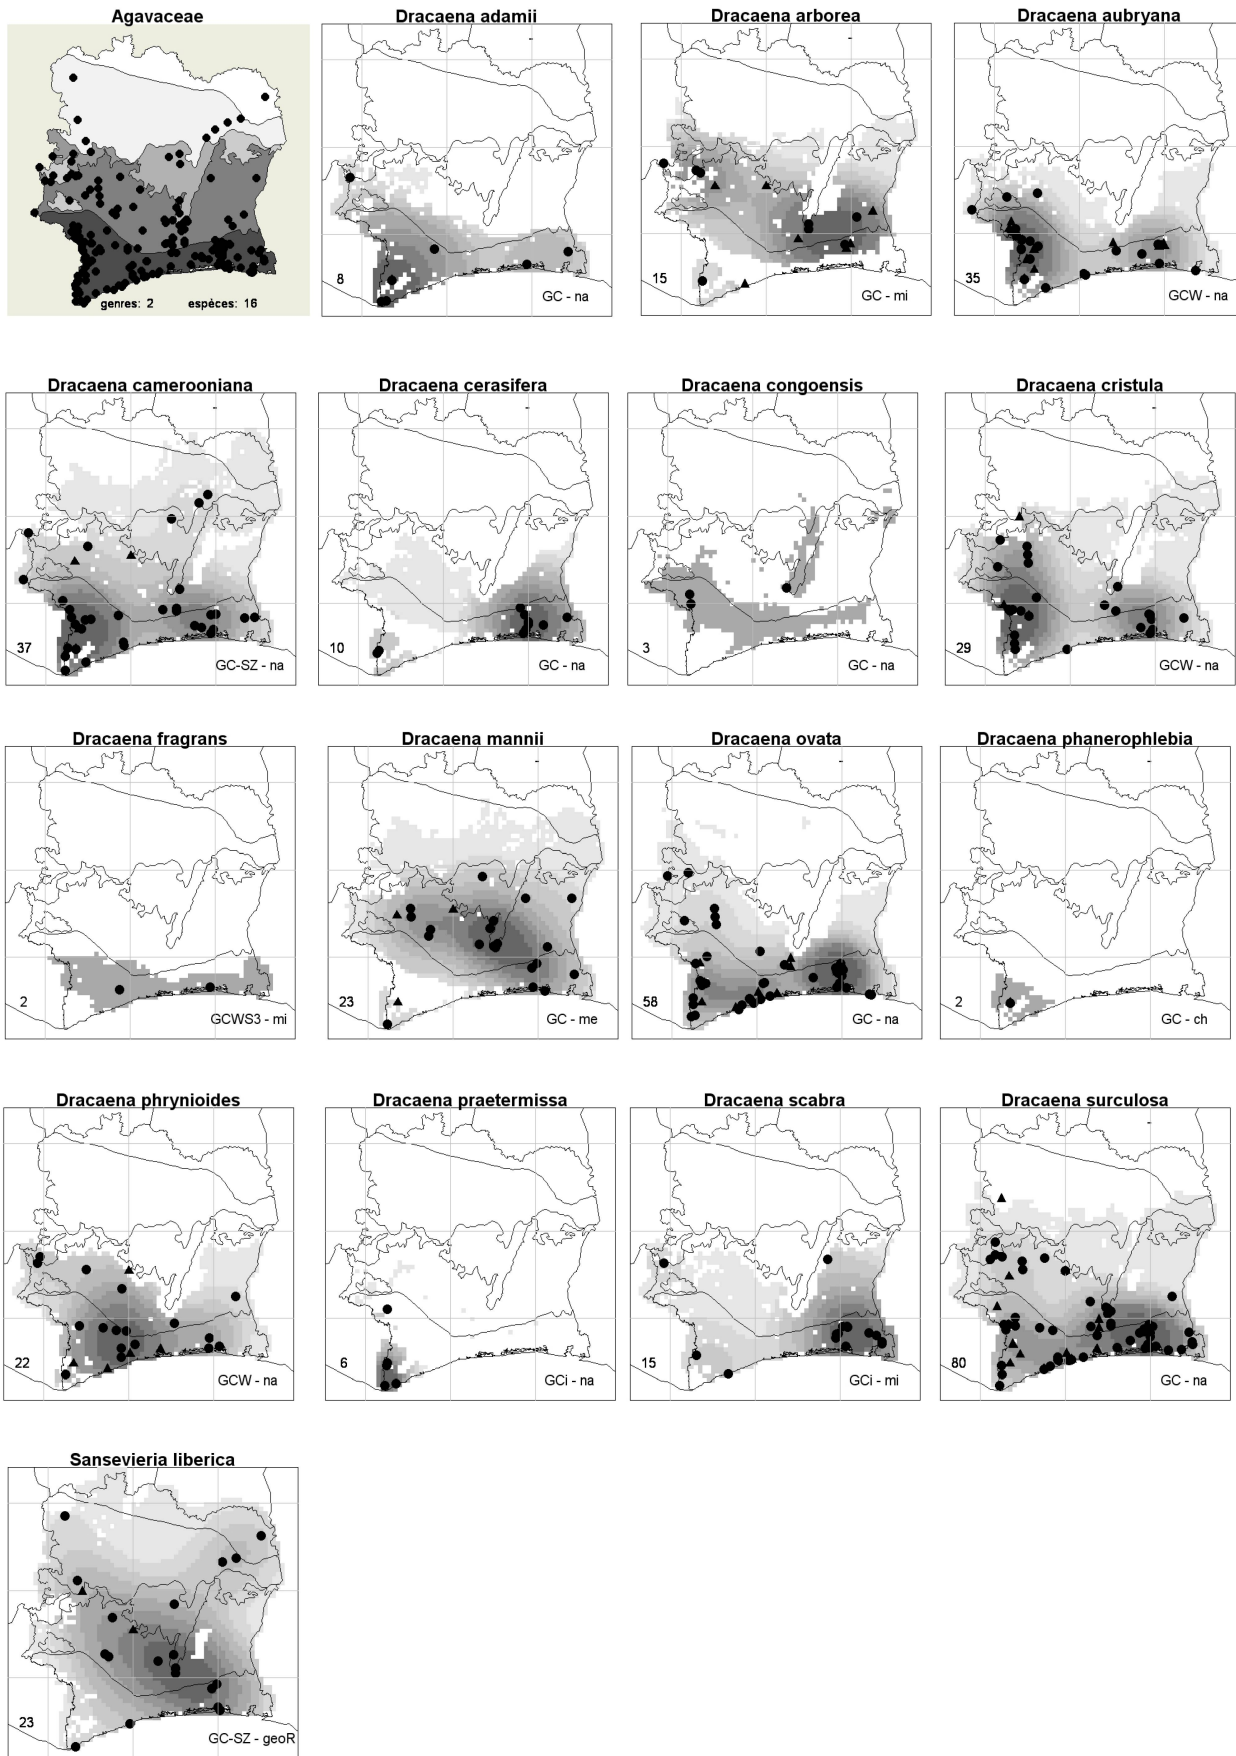 Agavaceae
genres: 2 espèces: 16
Dracaena adamii
8
GC - na
Dracaena arborea
15
GC - mi
Dracaena aubryana
35
GCW - na
Dracaena camerooniana
37
GC-SZ - na
Dracaena cerasifera
10
GC - na
Dracaena congoensis
3
GC - na
Dracaena cristula
29
GCW - na
Dracaena fragrans
2
GCWS3 - mi
Dracaena mannii
23
GC - me
Dracaena ovata
58
GC - na
Dracaena phanerophlebia
2
GC - ch
Dracaena phrynioides
22
GCW - na
Dracaena praetermissa
6
GCi - na
Dracaena scabra
15
GCi - mi
Dracaena surculosa
80
GC - na
Sansevieria liberica
23
GC-SZ - geoR